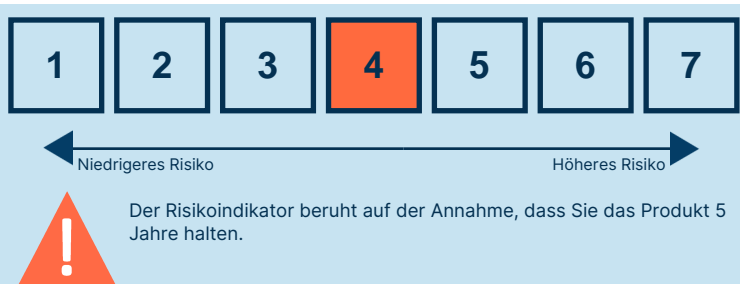 1 2 3 4 5 6 7
Niedrigeres Risiko Höheres Risiko
Der Risikoindikator beruht auf der Annahme, dass Sie das Produkt 5
Jahre halten.
!